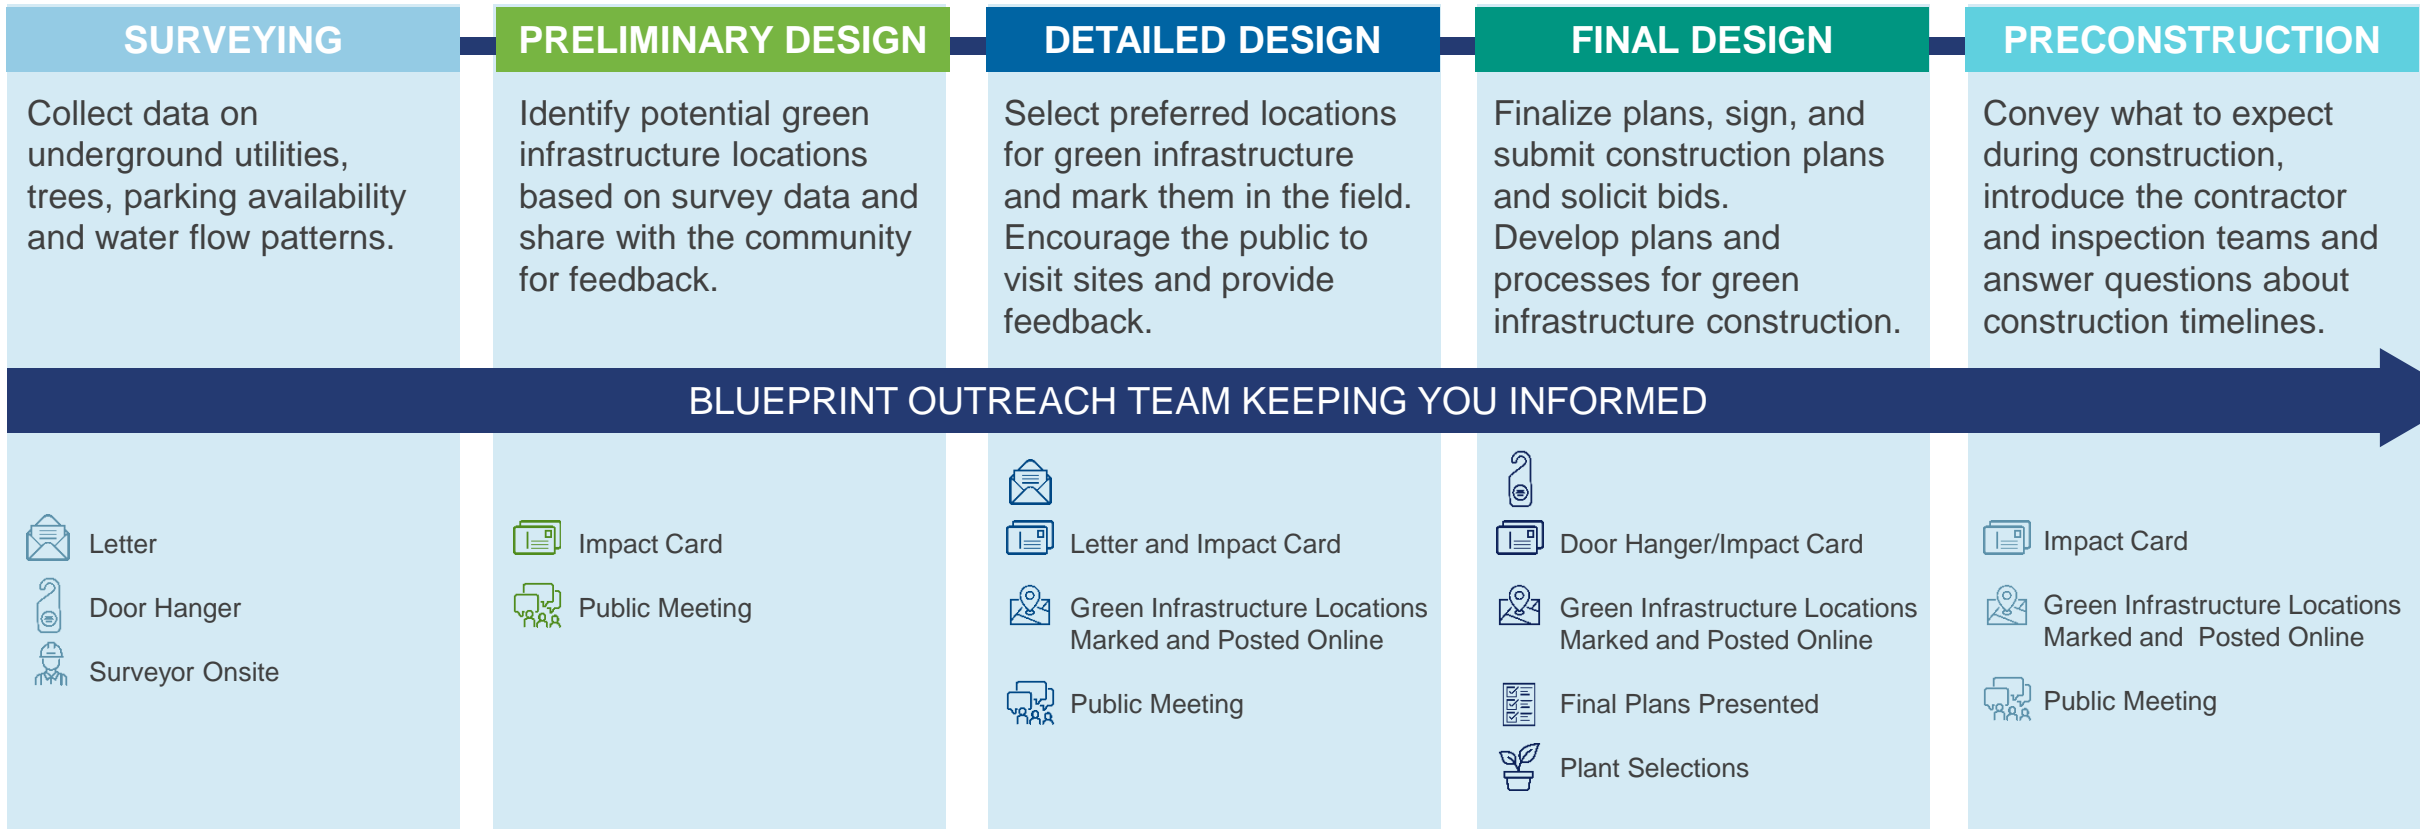 SURVEYING
Collect data on
underground utilities,
trees, parking availability
and water flow patterns.
PRELIMINARY DESIGN
Identify potential green
infrastructure locations
based on survey data and
share with the community
for feedback.
DETAILED DESIGN
Select preferred locations
for green infrastructure
and mark them in the field.
Encourage the public to
visit sites and provide
feedback.
FINAL DESIGN
Finalize plans, sign, and
submit construction plans
and solicit bids.
Develop plans and
processes for green
infrastructure construction.
PRECONSTRUCTION
Convey what to expect
during construction,
introduce the contractor
and inspection teams and
answer questions about
construction timelines.
BLUEPRINT OUTREACH TEAM KEEPING YOU INFORMED
Letter
Door Hanger
Surveyor Onsite
Impact Card
Public Meeting
Letter and Impact Card
Green Infrastructure Locations
Marked and Posted Online
Public Meeting
Door Hanger/Impact Card
Green Infrastructure Locations
Marked and Posted Online
Final Plans Presented
Plant Selections
Impact Card
Green Infrastructure Locations
Marked and  Posted Online
Public Meeting